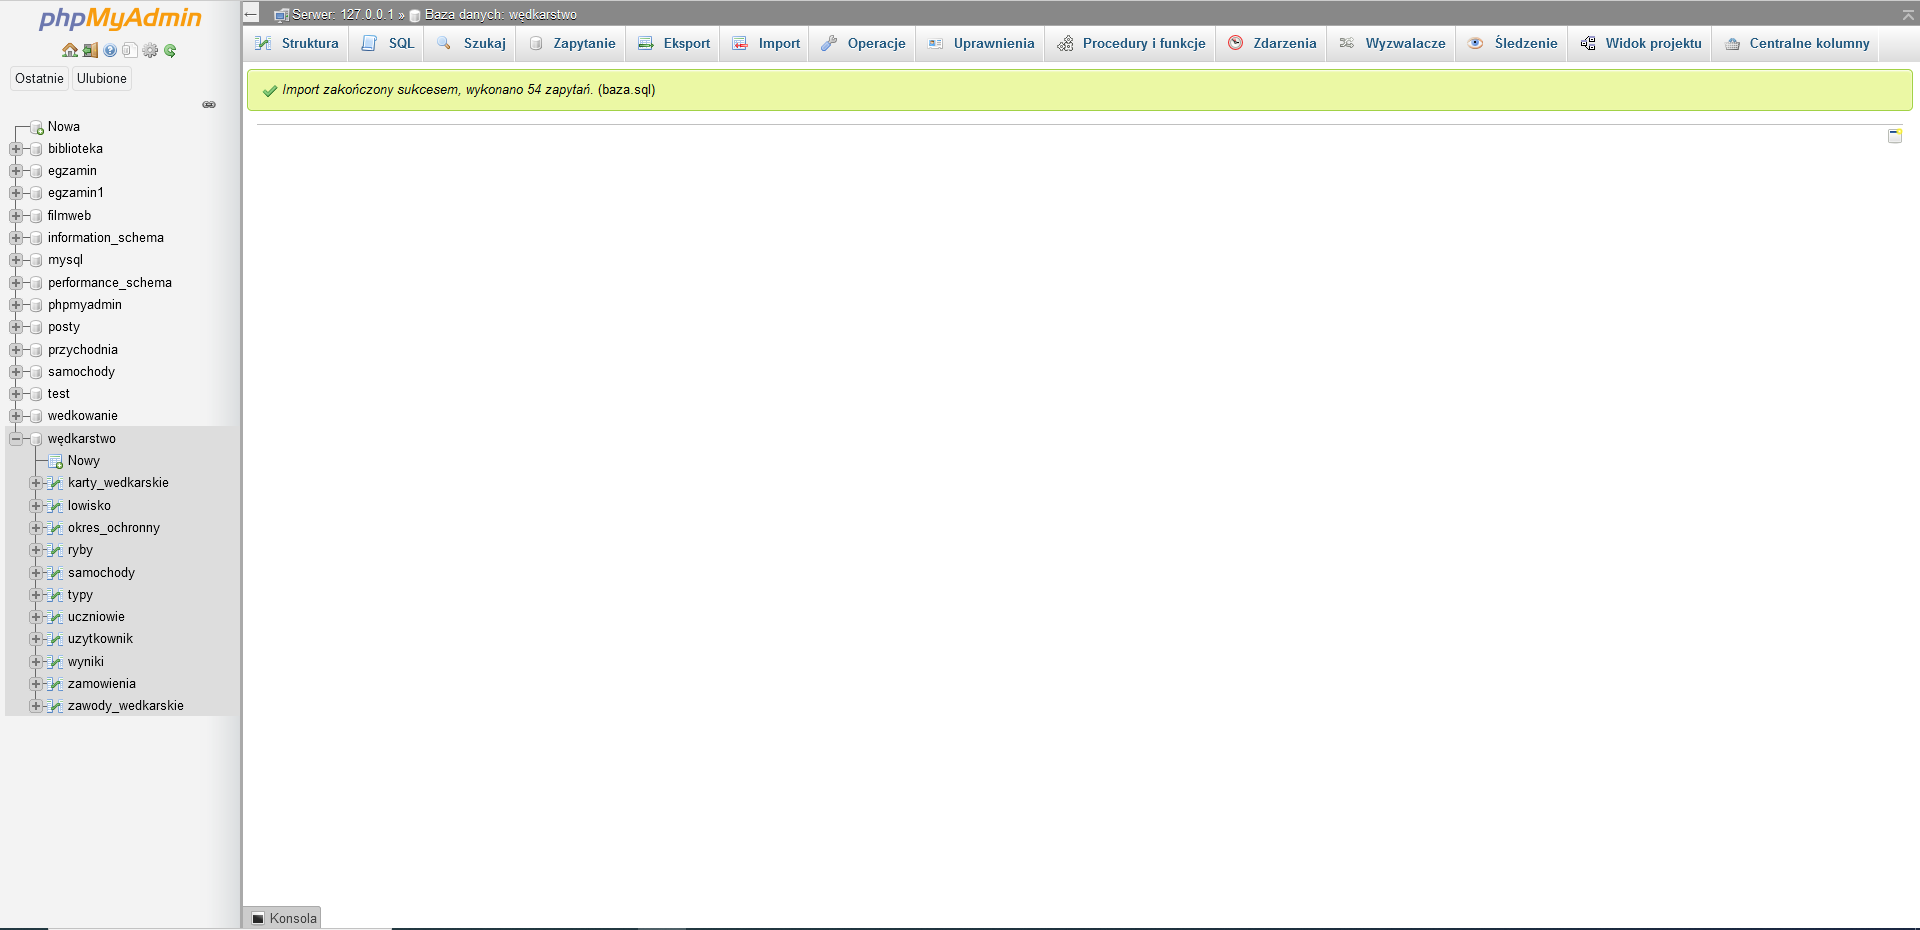 phpMyAdmin
Ostatnie Ulubione
Nowa
biblioteka
egzamin
egzamin1
filmweb
information_schema
mysql
performance_schema
phpmyadmin
posty
przychodnia
samochody
test
wedkowanie
wędkarstwo
Nowy
karty_wedkarskie
lowisko
okres_ochronny
ryby
samochody
typy
uczniowie
uzytkownik
wyniki
zamowienia
zawody_wedkarskie
Serwer: 127.0.0.1 » Baza danych: wędkarstwo
Struktura SQL Szukaj Zapytanie Eksport Import Operacje Uprawnienia Procedury i funkcje Zdarzenia Wyzwalacze Śledzenie Widok projektu Centralne kolumny
Import zakończony sukcesem, wykonano 54 zapytań. (baza.sql)
Konsola